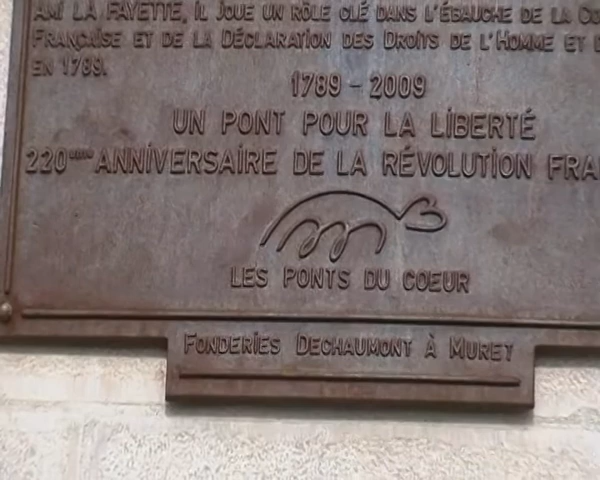 AMI LA FAYETTE, IL JOUE UN RÔLE CLÉ DANS L'ÉBAUCHE DE LA
FRANÇAISE ET DE LA DÉCLARATION DES DROITS DE L'HOMME ET
EN 1789.
1789 - 2009
UN PONT POUR LA LIBERTÉ
220ème ANNIVERSAIRE DE LA RÉVOLUTION FRA
LES PONTS DU COEUR
FONDERIES DECHAUMONT À MURET